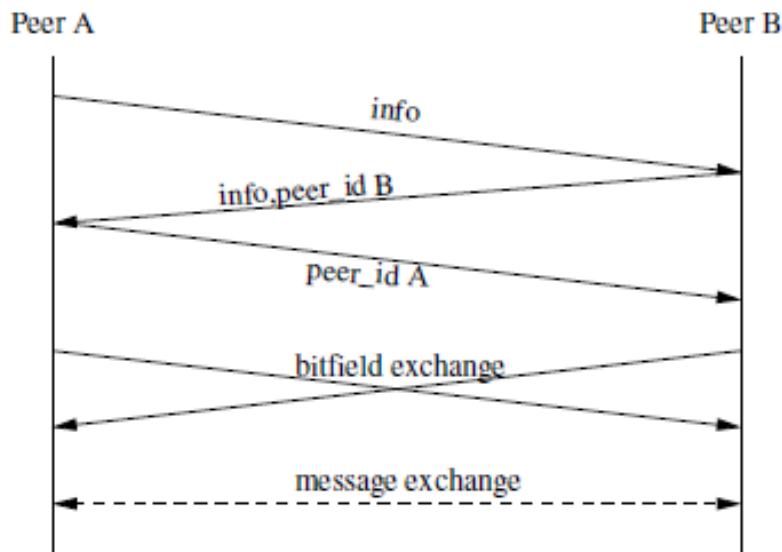 Peer A
Peer B
info
info,peer_id B
peer_id A
bitfield exchange
message exchange